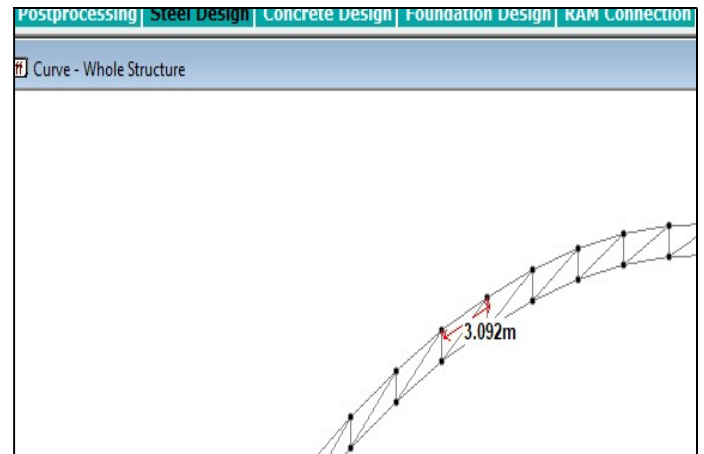 Postprocessing Steel Design Concrete Design Foundation Design RAM Connection
Curve - Whole Structure
3.092m